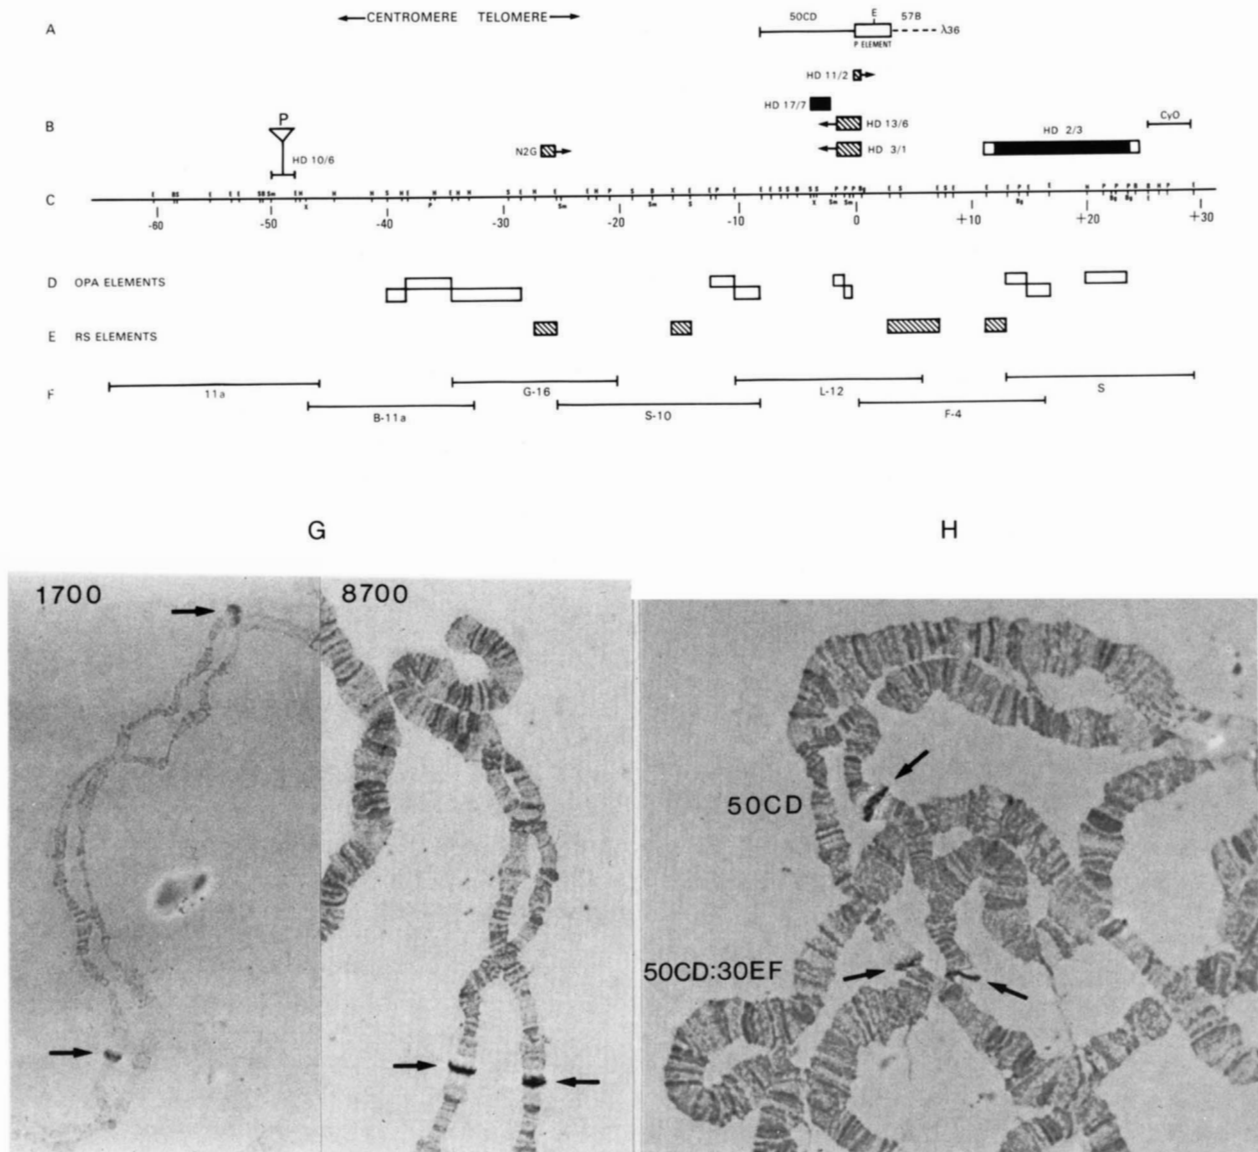 A
CENTROMERE TELOMERE
50CD
E
57B
λ36
P ELEMENT
HD 11/2
HD 17/7
B
P
HD 13/6
CyO
HD 2/3
N2G
HD 3/1
HD 10/6
C
-60 -50 -40 -30 -20 -10 0 +10 +20 +30
D OPA ELEMENTS
E RS ELEMENTS
F
11a
G-16
L-12
S
B-11a
S-10
F-4
G
H
1700
8700
50CD
50CD:30EF